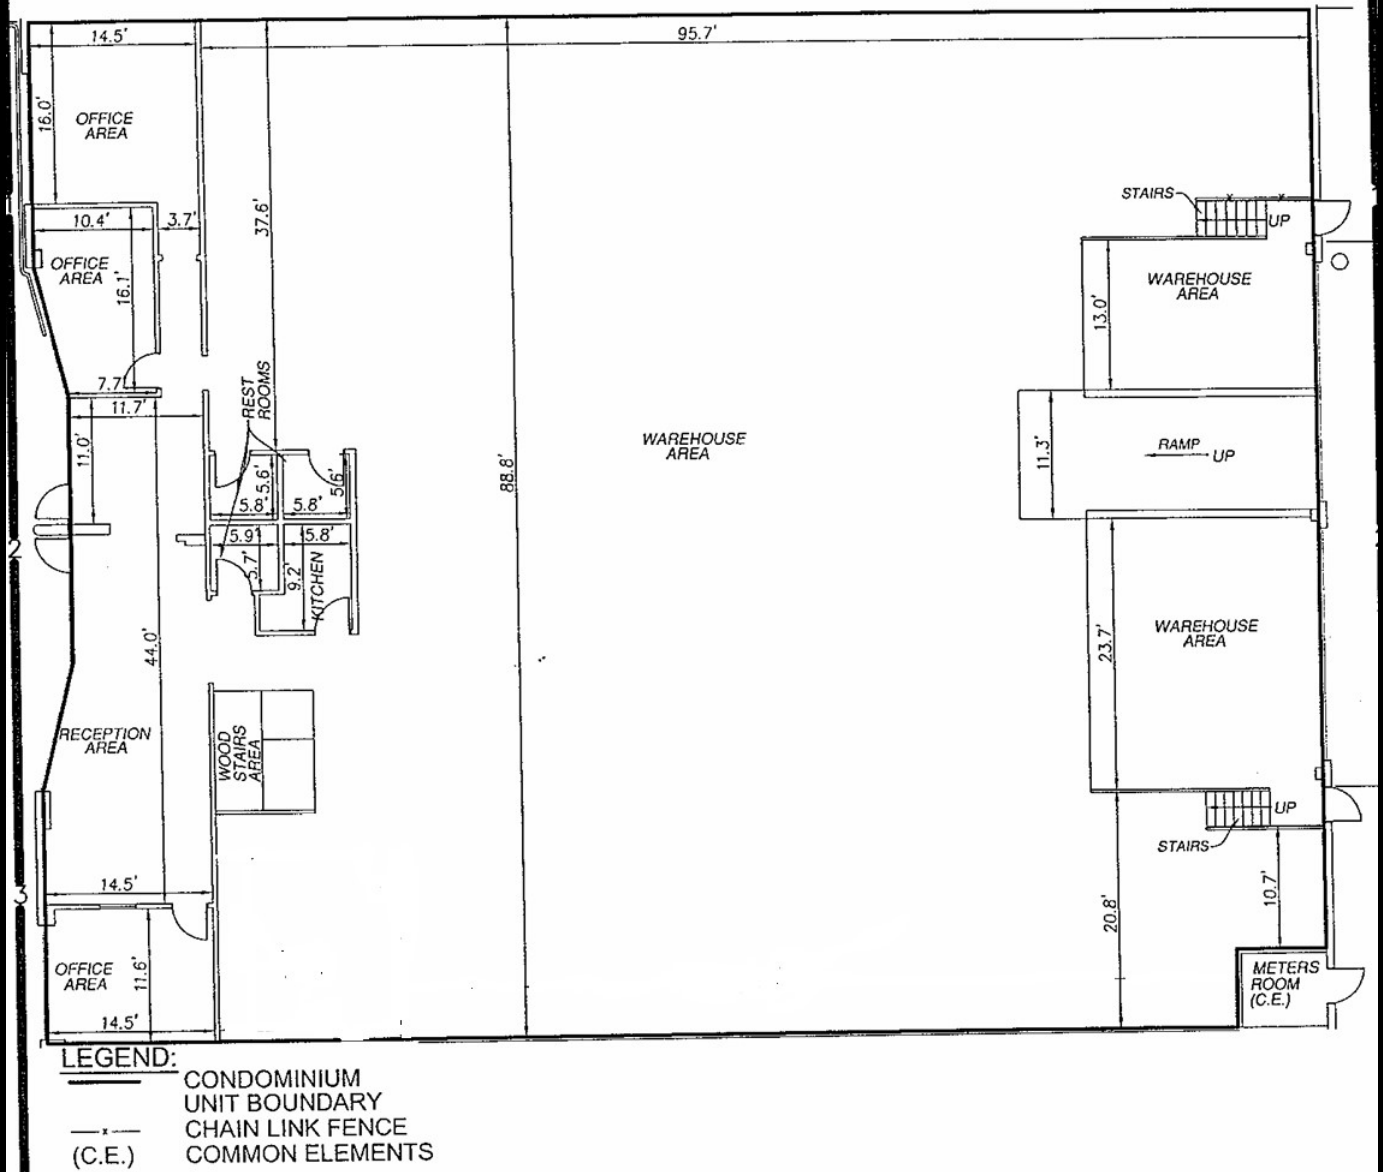 14.5'
95.7'
16.0'
OFFICE
AREA
37.6'
88.8'
STAIRS
UP
10.4'
3.7'
OFFICE
AREA
16.1'
WAREHOUSE
AREA
13.0'
7.7'
11.7'
REST
ROOMS
11.0'
WAREHOUSE
AREA
11.3'
RAMP
UP
5.6'
5.6'
5.8'
5.8'
2
5.9'
5.8'
5.7'
9.2'
KITCHEN
44.0'
WAREHOUSE
AREA
23.7'
RECEPTION
AREA
WOOD
STAIRS
AREA
UP
STAIRS
3
14.5'
10.7'
20.8'
OFFICE
AREA
11.6'
METERS
ROOM
(C.E.)
14.5'
LEGEND:
CONDOMINIUM
UNIT BOUNDARY
x CHAIN LINK FENCE
(C.E.) COMMON ELEMENTS